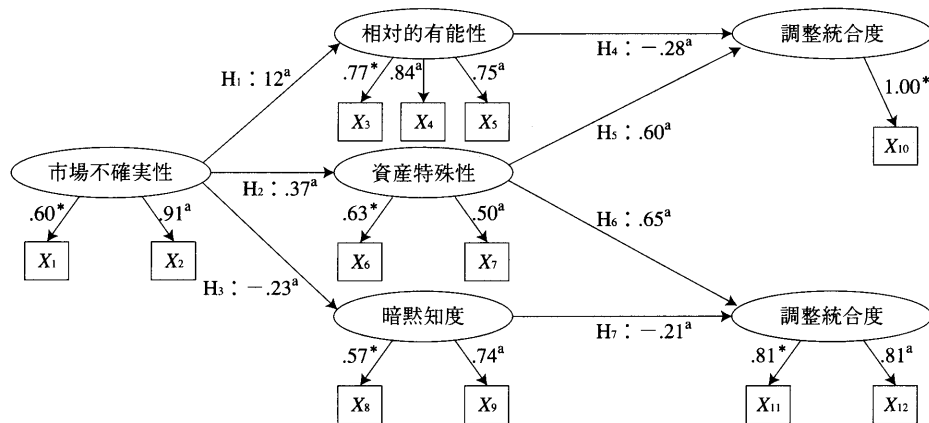 相対的有能性
調整統合度
H₄：−.28ᵃ
H₁：12ᵃ
.77* .84ᵃ .75ᵃ
1.00*
X₃ X₄ X₅
H₅：.60ᵃ
X₁₀
市場不確実性
資産特殊性
H₂：.37ᵃ
.60* .91ᵃ
.63* .50ᵃ
H₆：.65ᵃ
X₁ X₂
X₆ X₇
H₃：−.23ᵃ
暗黙知度
調整統合度
H₇：−.21ᵃ
.57* .74ᵃ
.81* .81ᵃ
X₈ X₉
X₁₁ X₁₂